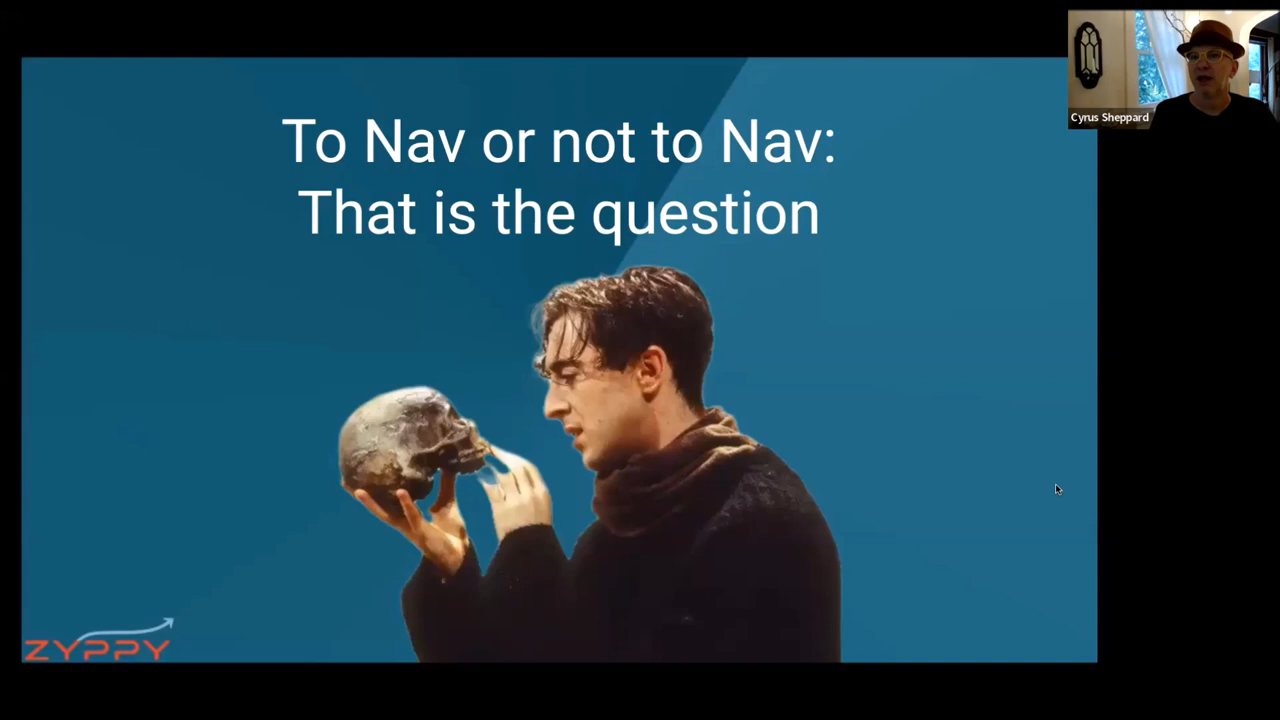 To Nav or not to Nav:
That is the question
Cyrus Sheppard
ZYPPY